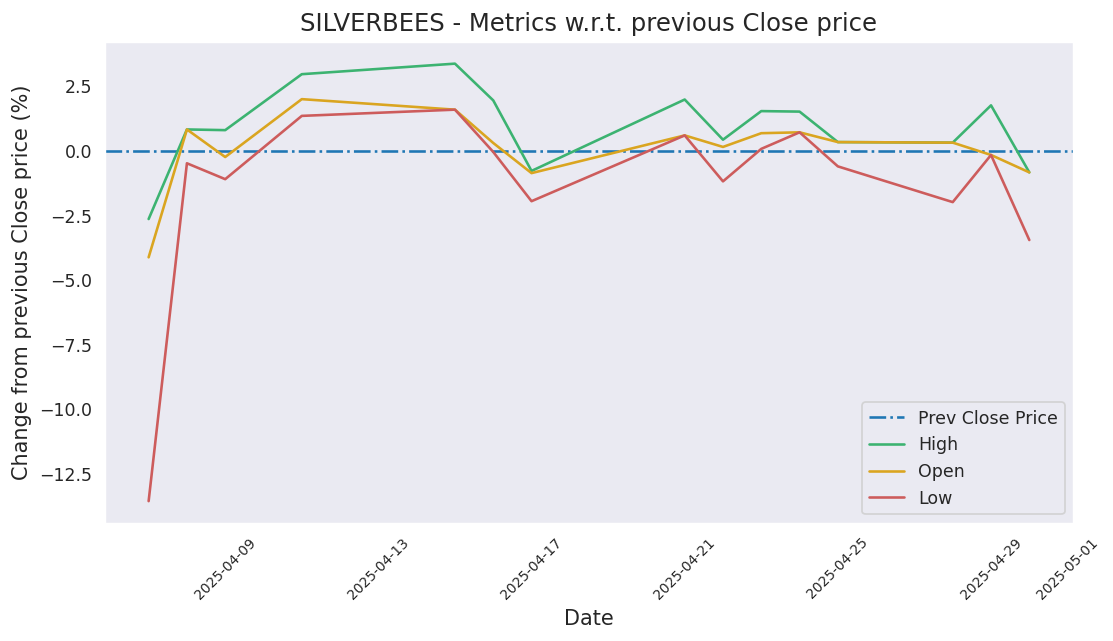 SILVERBEES - Metrics w.r.t. previous Close price
Change from previous Close price (%)
2.5
0.0
−2.5
−5.0
−7.5
−10.0
−12.5
Prev Close Price
High
Open
Low
2025-04-09
2025-04-13
2025-04-17
2025-04-21
2025-04-25
2025-04-29
2025-05-01
Date